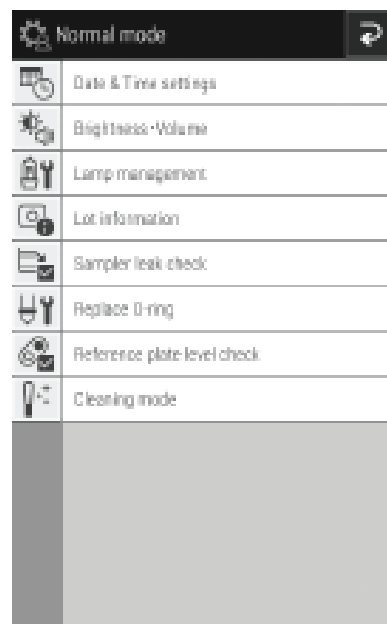 Normal mode
Date & Time settings
Brightness・Volume
Lamp management
Lot information
Sampler leak check
Replace O-ring
Reference plate level check
Cleaning mode